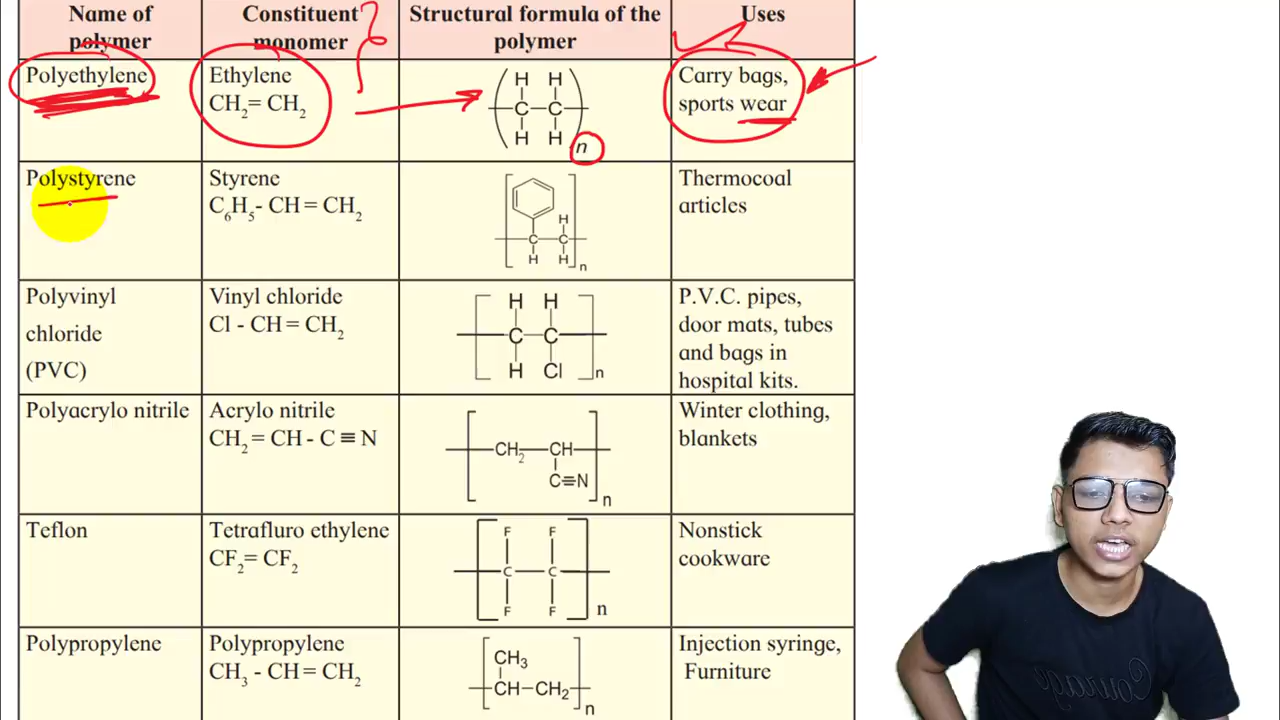 Name of polymer
Constituent monomer
Structural formula of the polymer
Uses
Polyethylene
Ethylene
CH₂= CH₂
H H
C C
H H
n
Carry bags,
sports wear
Polystyrene
Styrene
C₆H₅- CH = CH₂
H
C C
H H
n
Thermocoal
articles
Polyvinyl
chloride
(PVC)
Vinyl chloride
Cl - CH = CH₂
H H
C C
H Cl
n
P.V.C. pipes,
door mats, tubes
and bags in
hospital kits.
Polyacrylo nitrile
Acrylo nitrile
CH₂ = CH - C ≡ N
CH₂ CH
C≡N
n
Winter clothing,
blankets
Teflon
Tetrafluro ethylene
CF₂= CF₂
F F
C C
F F
n
Nonstick
cookware
Polypropylene
Polypropylene
CH₃ - CH = CH₂
CH₃
CH—CH₂
n
Injection syringe,
Furniture
Courage